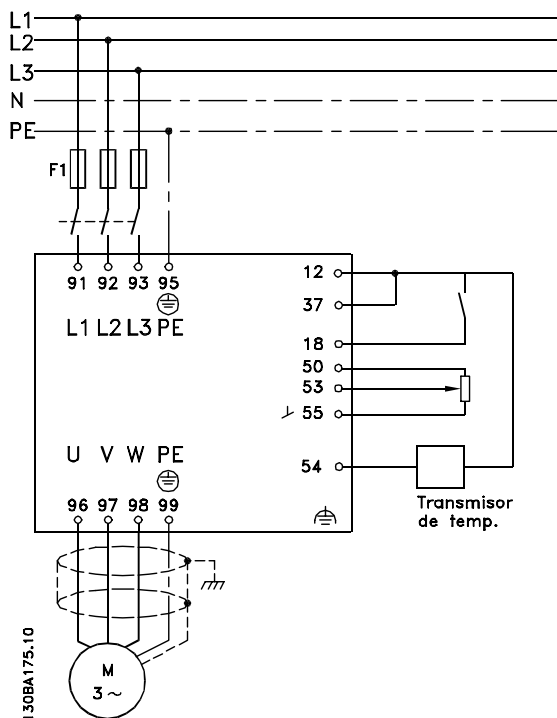 L1
L2
L3
N
PE
F1
91 92 93 95
L1 L2 L3 PE
12
37
18
50
53
55
54
U V W PE
96 97 98 99
Transmisor
de temp.
M
3~
130BA175.10